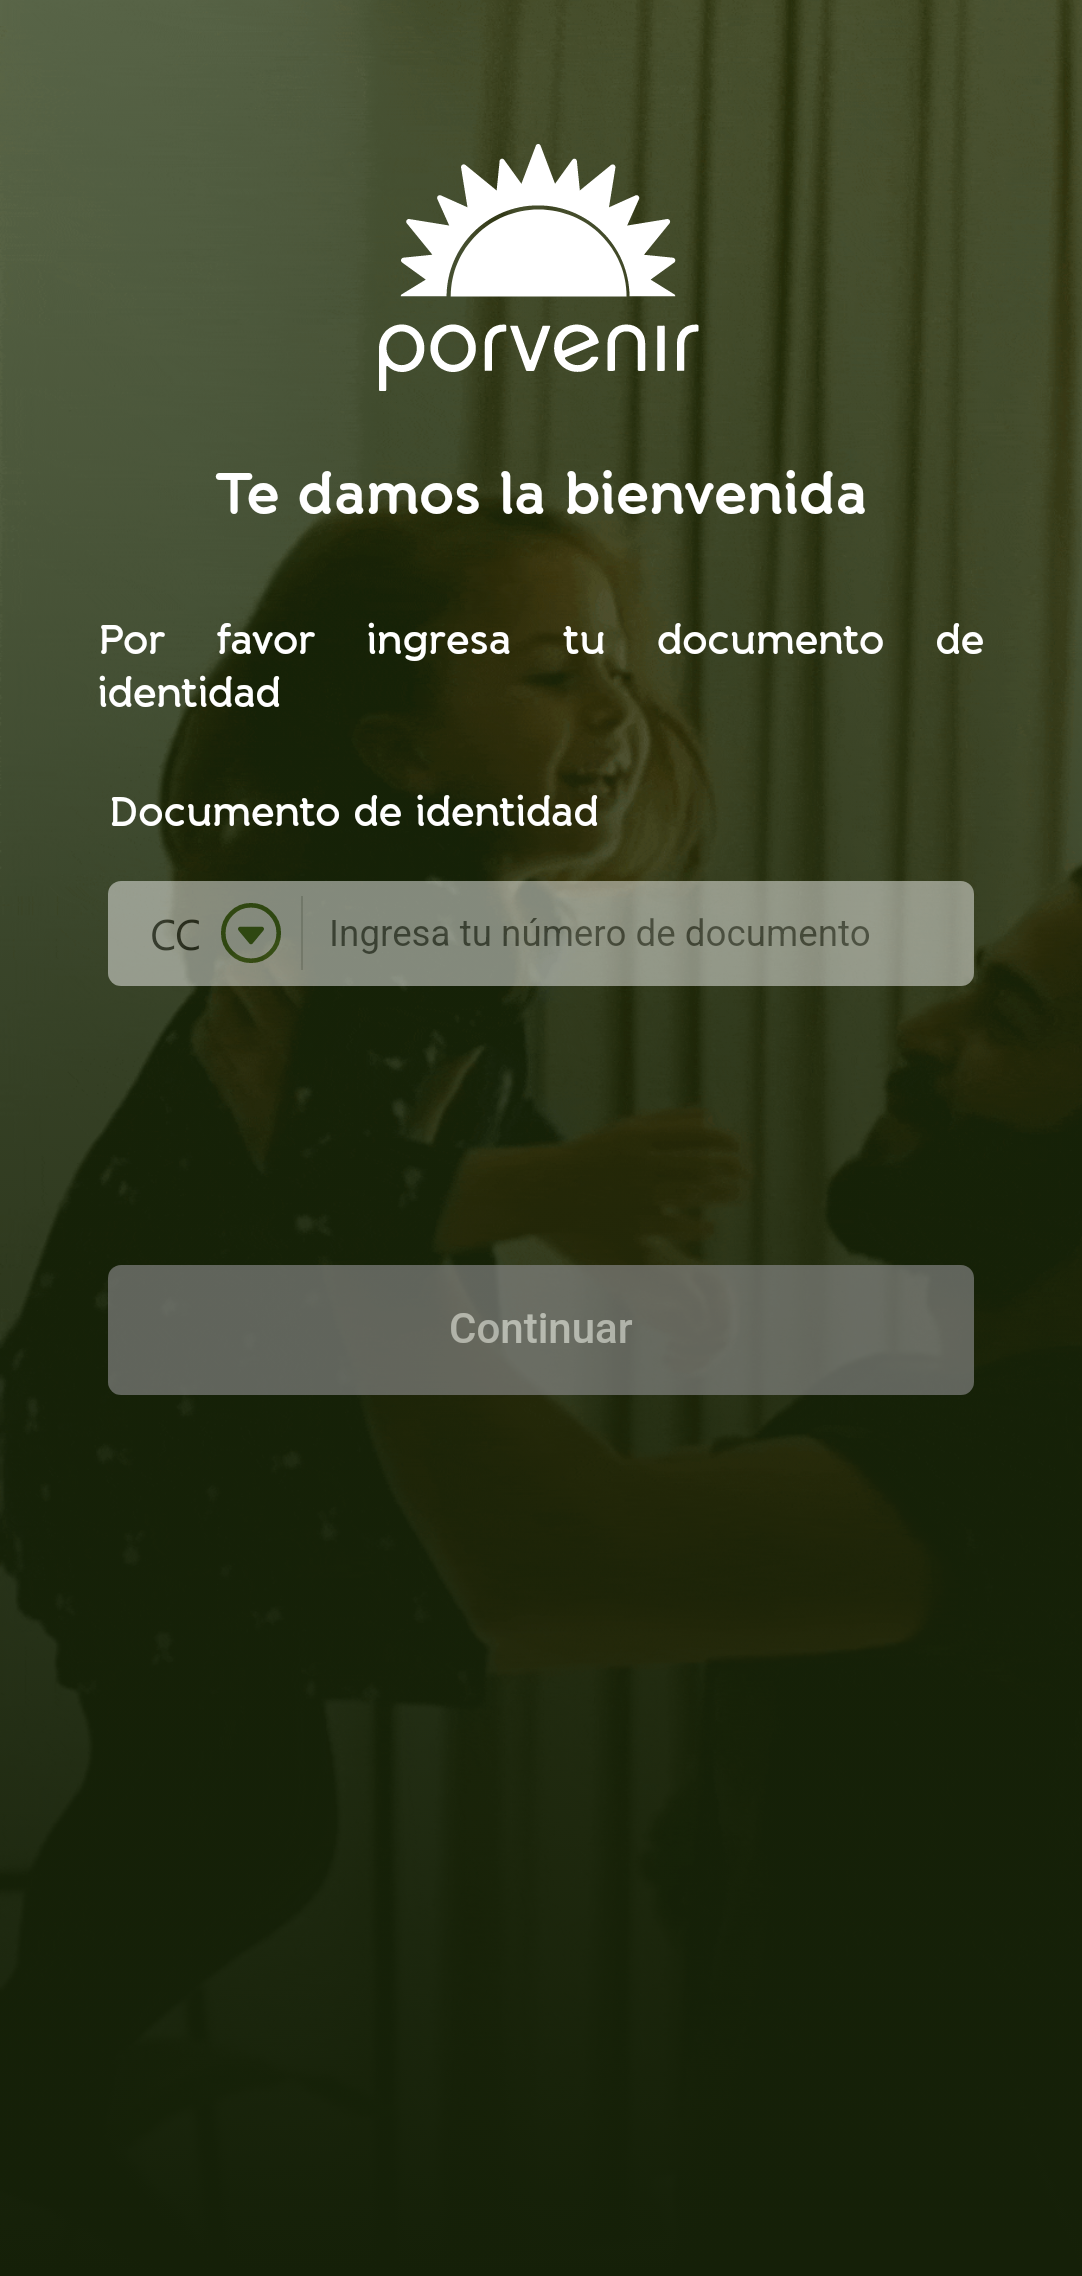 porvenir
Te damos la bienvenida
Por favor ingresa tu documento de
identidad
Documento de identidad
CC Ingresa tu número de documento
Continuar